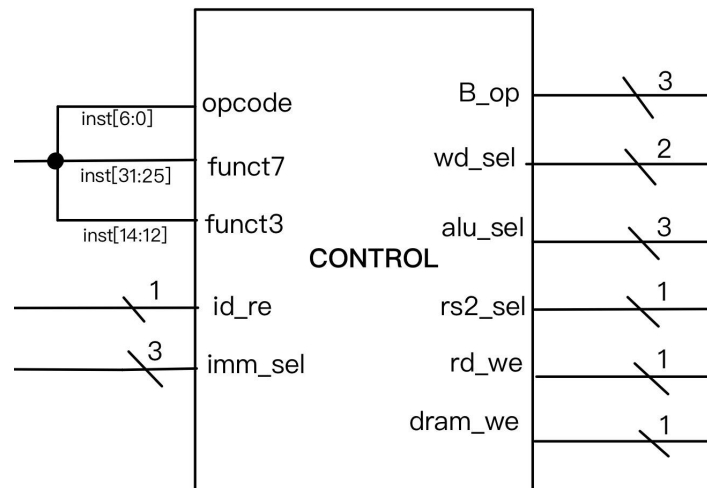 opcode
inst[6:0]
funct7
inst[31:25]
funct3
inst[14:12]
1
id_re
3
imm_sel
CONTROL
B_op
3
wd_sel
2
alu_sel
3
rs2_sel
1
rd_we
1
dram_we
1